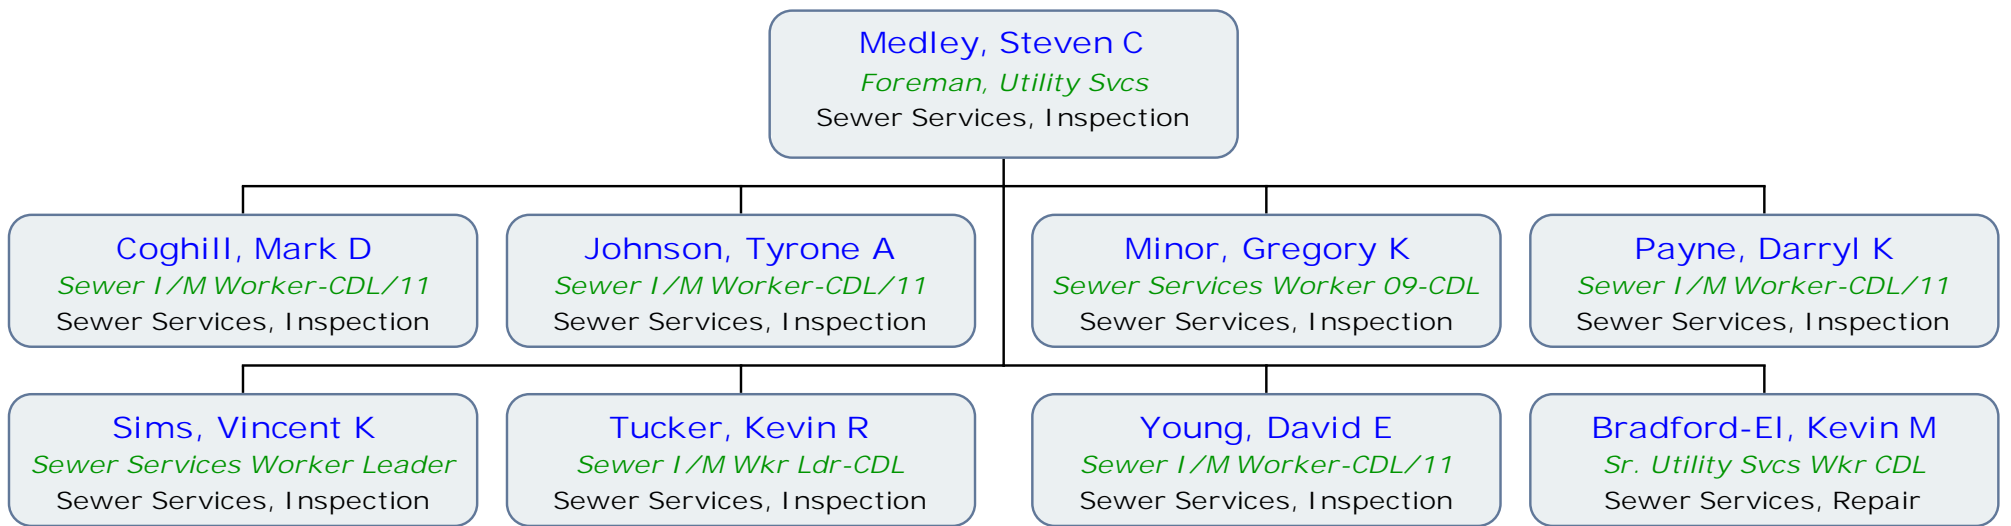 Medley, Steven C
Foreman, Utility Svcs
Sewer Services, Inspection
Coghill, Mark D
Sewer I/M Worker-CDL/11
Sewer Services, Inspection
Johnson, Tyrone A
Sewer I/M Worker-CDL/11
Sewer Services, Inspection
Minor, Gregory K
Sewer Services Worker 09-CDL
Sewer Services, Inspection
Payne, Darryl K
Sewer I/M Worker-CDL/11
Sewer Services, Inspection
Sims, Vincent K
Sewer Services Worker Leader
Sewer Services, Inspection
Tucker, Kevin R
Sewer I/M Wkr Ldr-CDL
Sewer Services, Inspection
Young, David E
Sewer I/M Worker-CDL/11
Sewer Services, Inspection
Bradford-El, Kevin M
Sr. Utility Svcs Wkr CDL
Sewer Services, Repair